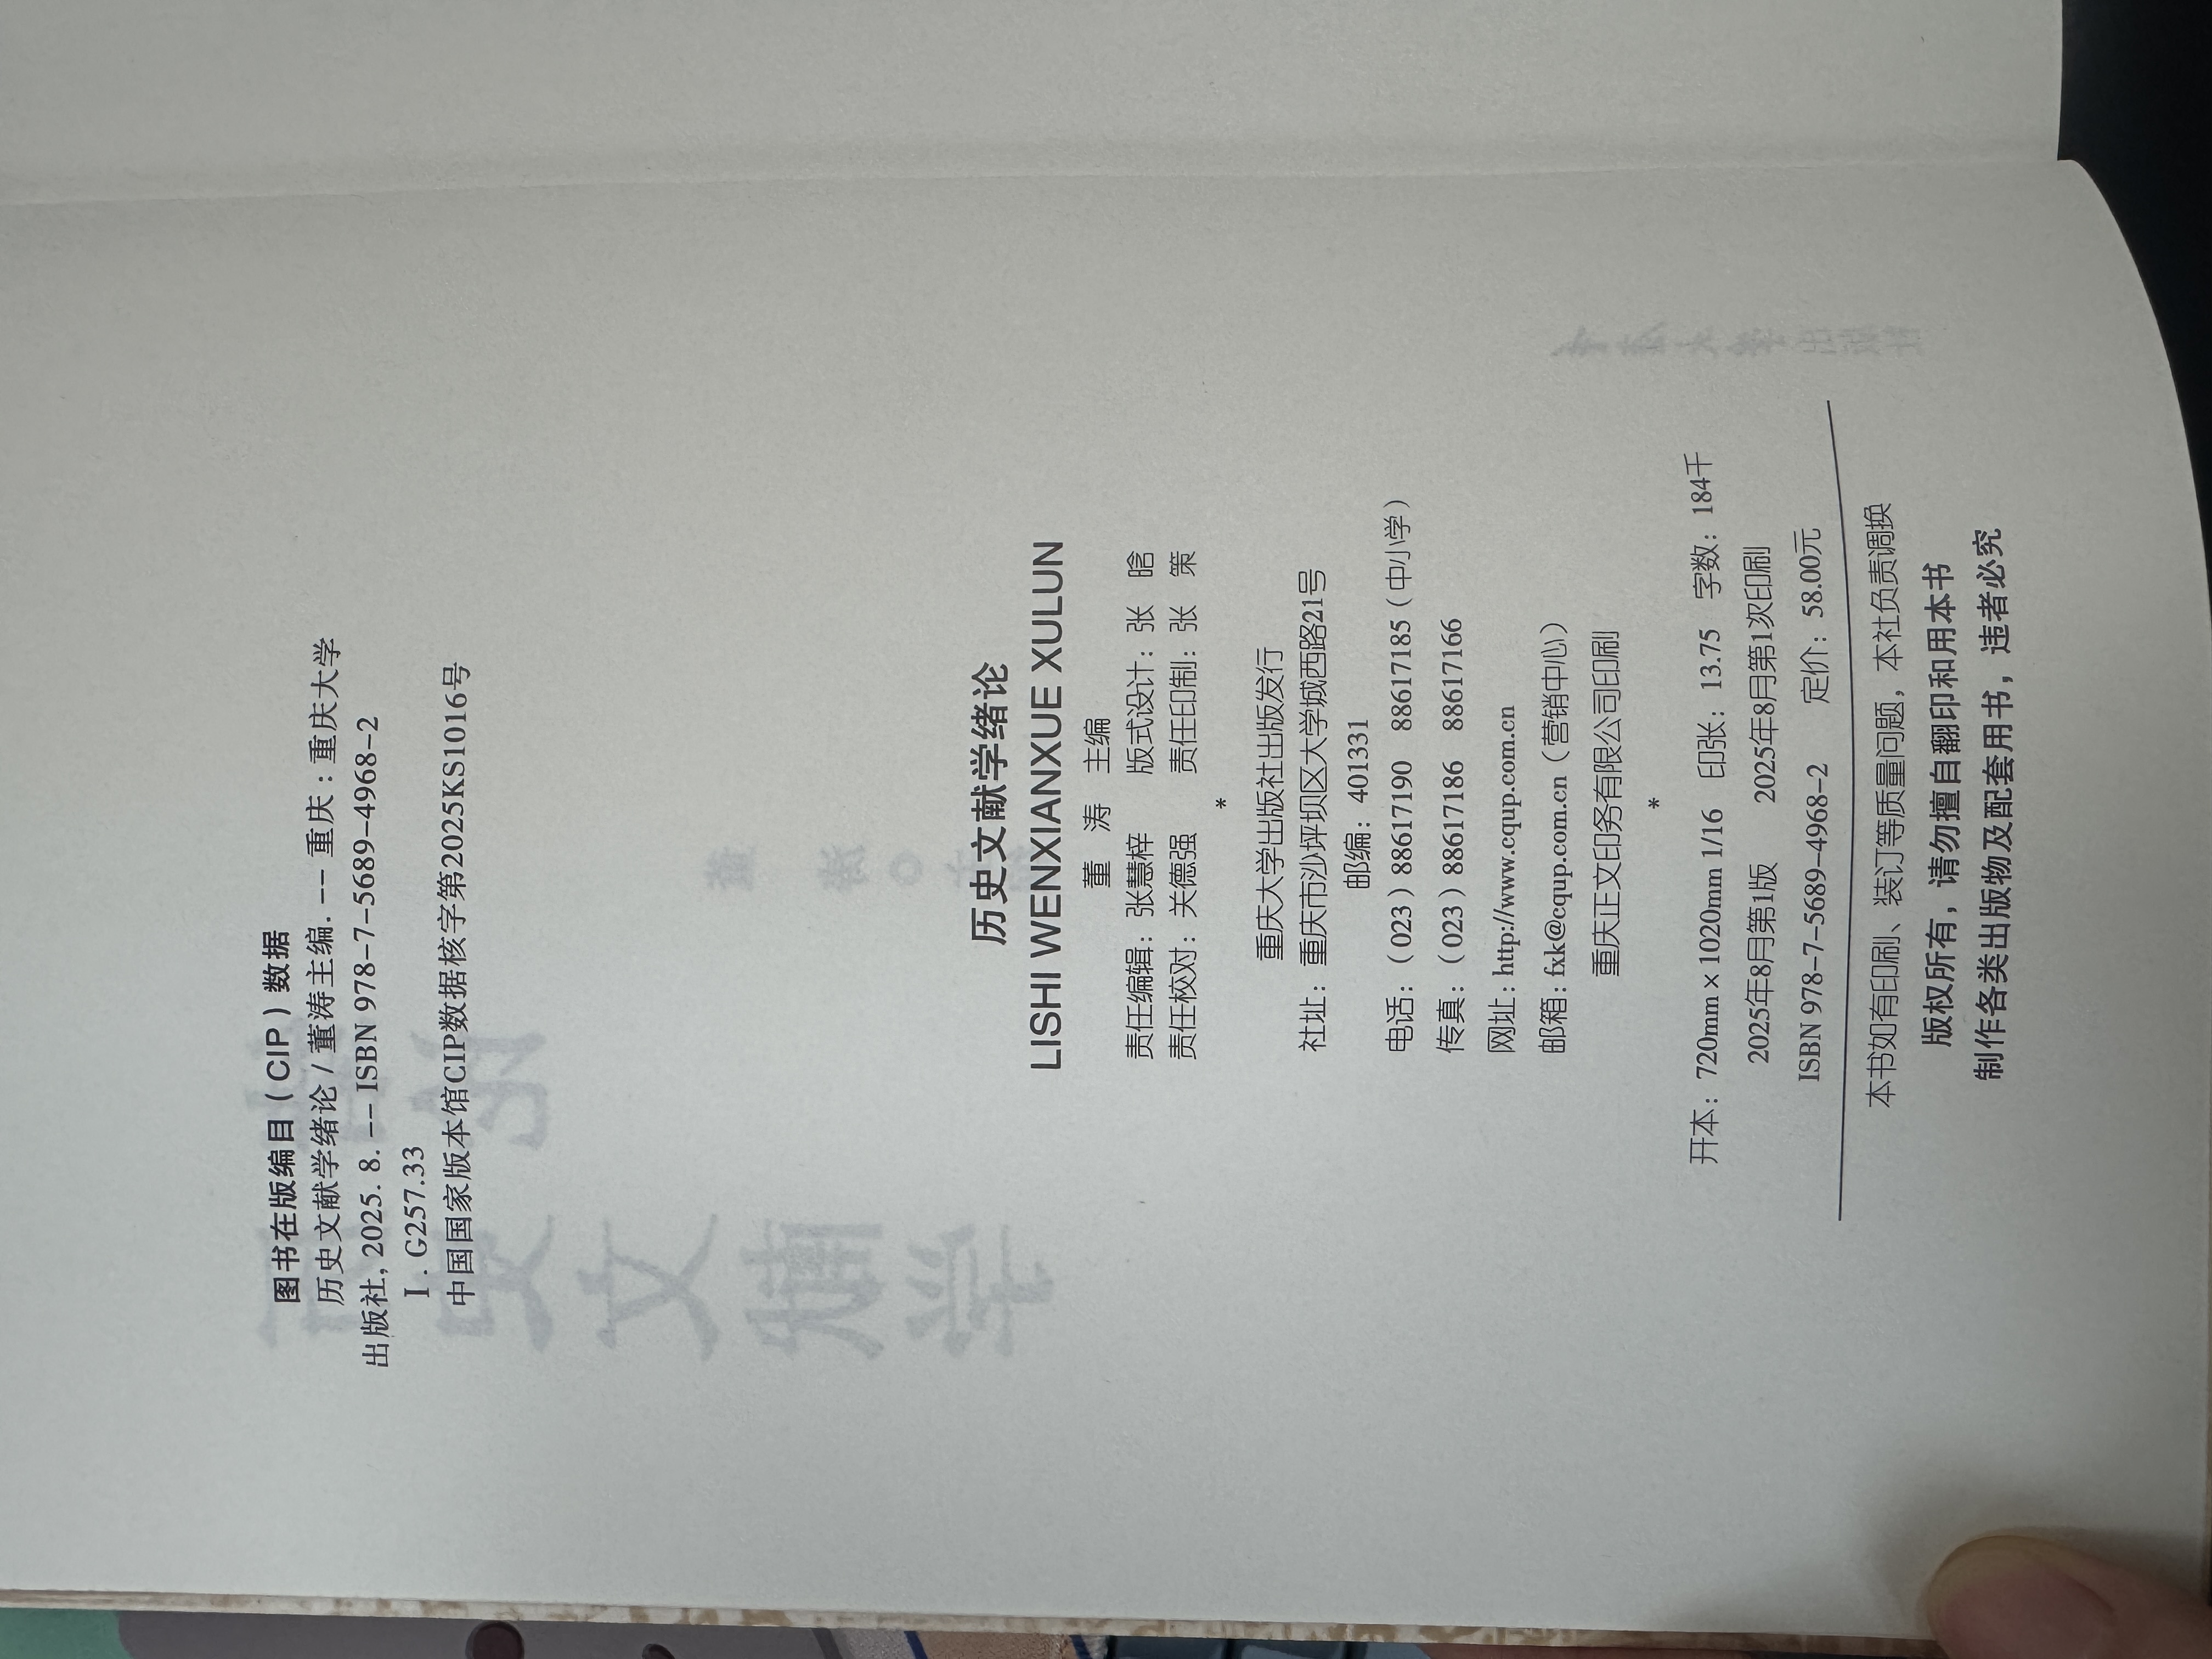 图书在版编目（CIP）数据
历史文献学绪论 / 董涛主编. -- 重庆 : 重庆大学
出版社, 2025. 8. -- ISBN 978-7-5689-4968-2
Ⅰ. G257.33
中国国家版本馆CIP数据核字第2025KS1016号
历史文献学绪论
LISHI WENXIANXUE XULUN
董　涛　主编
责任编辑：张慧梓　　版式设计：张　晗
责任校对：关德强　　责任印制：张　策
*
重庆大学出版社出版发行
社址：重庆市沙坪坝区大学城西路21号
邮编：401331
电话：（023）88617190　88617185（中小学）
传真：（023）88617186　88617166
网址：http://www.cqup.com.cn
邮箱：fxk@cqup.com.cn（营销中心）
重庆正文印务有限公司印刷
*
开本：720mm×1020mm 1/16　印张：13.75　字数：184千
2025年8月第1版　　2025年8月第1次印刷
ISBN 978-7-5689-4968-2　　定价：58.00元
本书如有印刷、装订等质量问题，本社负责调换
版权所有，请勿擅自翻印和用本书
制作各类出版物及配套用书，违者必究